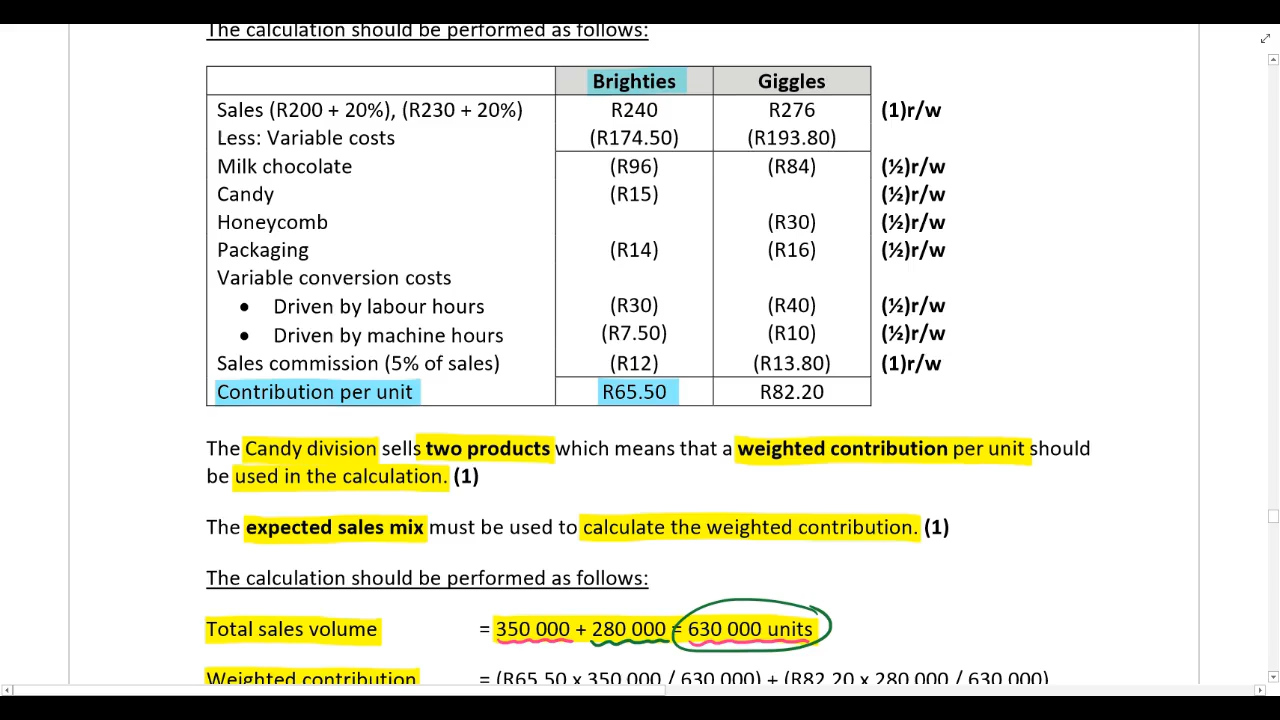 The calculation should be performed as follows:
Brighties Giggles
Sales (R200 + 20%), (R230 + 20%) R240 R276 (1)r/w
Less: Variable costs (R174.50) (R193.80)
Milk chocolate (R96) (R84) (½)r/w
Candy (R15) (½)r/w
Honeycomb (R30) (½)r/w
Packaging (R14) (R16) (½)r/w
Variable conversion costs
• Driven by labour hours (R30) (R40) (½)r/w
• Driven by machine hours (R7.50) (R10) (½)r/w
Sales commission (5% of sales) (R12) (R13.80) (1)r/w
Contribution per unit R65.50 R82.20
The Candy division sells two products which means that a weighted contribution per unit should
be used in the calculation. (1)
The expected sales mix must be used to calculate the weighted contribution. (1)
The calculation should be performed as follows:
Total sales volume = 350 000 + 280 000 = 630 000 units
Weighted contribution = (R65.50 x 350 000 / 630 000) + (R82.20 x 280 000 / 630 000)